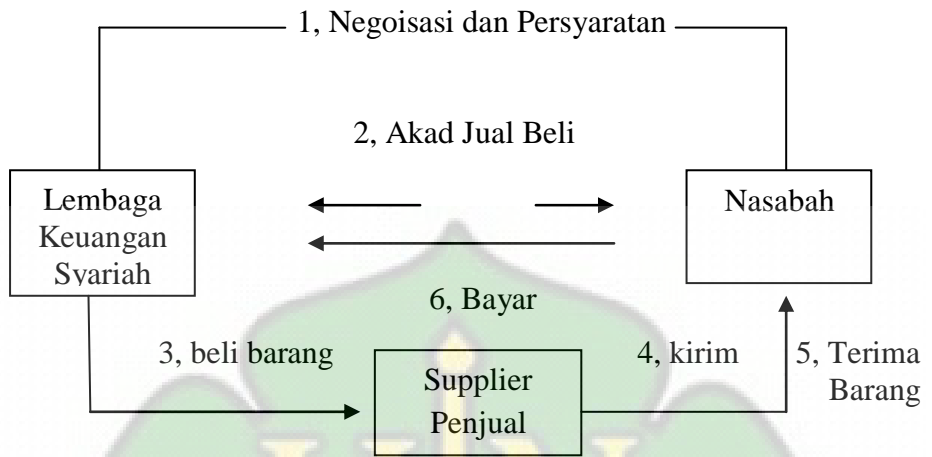 1, Negoisasi dan Persyaratan
2, Akad Jual Beli
Lembaga
Keuangan
Syariah
Nasabah
6, Bayar
3, beli barang
4, kirim
5, Terima
Barang
Supplier
Penjual